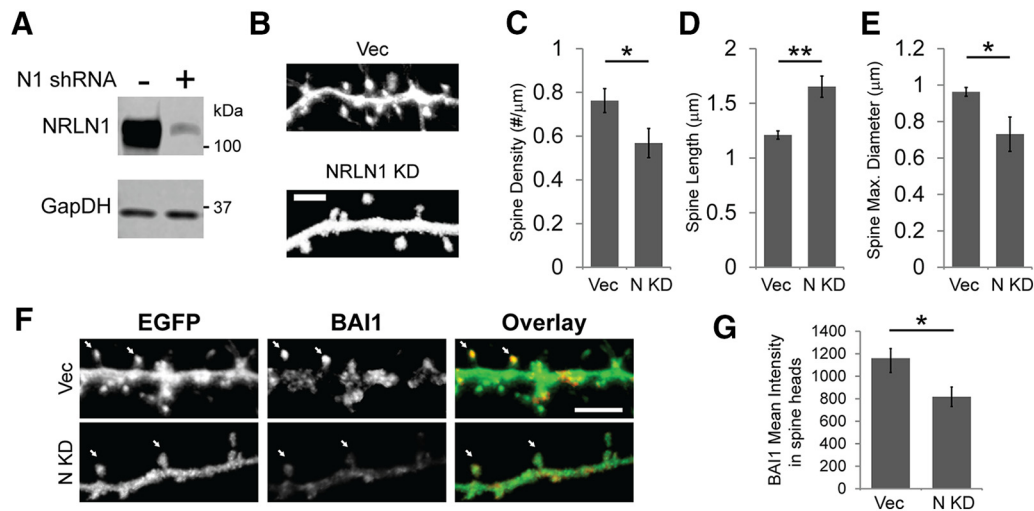 A
N1 shRNA - +
kDa
NRLN1
- 100
GapDH
- 37
B
Vec
NRLN1 KD
C
Spine Density (#/µm)
1
0.8
0.6
0.4
0.2
0
*
Vec N KD
D
Spine Length (µm)
2
1.5
1
0.5
0
**
Vec N KD
E
Spine Max. Diameter (µm)
1.2
1
0.8
0.6
0.4
0.2
0
*
Vec N KD
F
EGFP BAI1 Overlay
Vec
N KD
G
BAI1 Mean Intensity
in spine heads
1400
1200
1000
800
600
400
200
0
*
Vec N KD